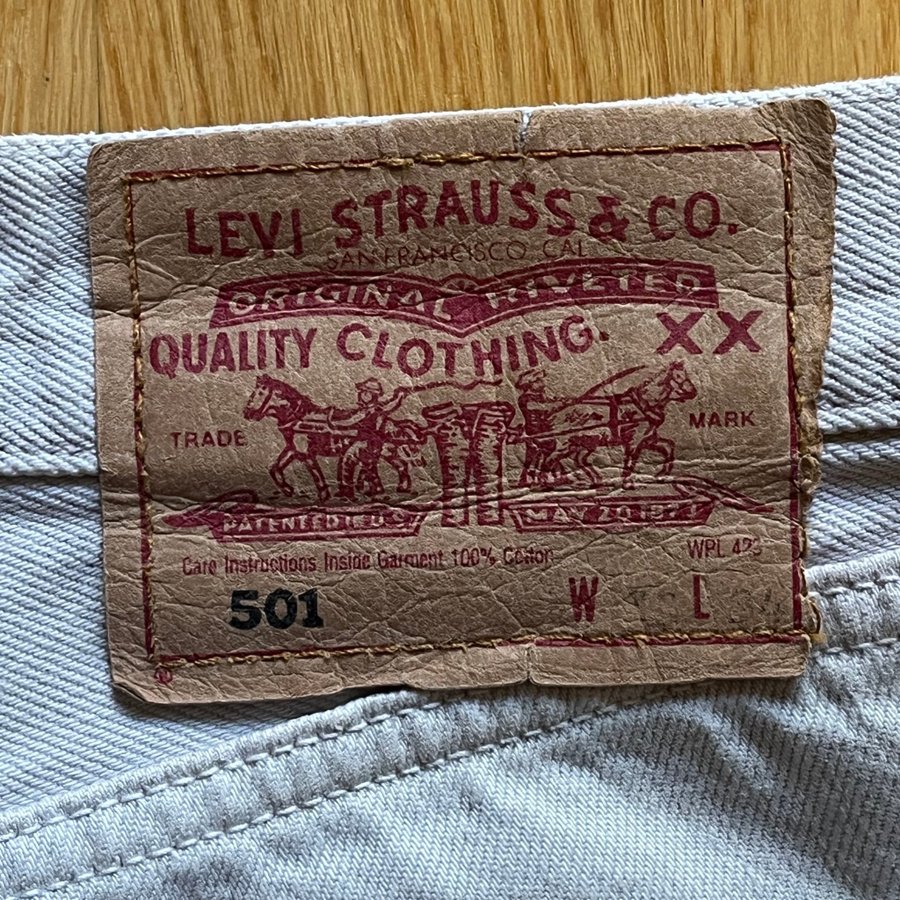 LEVI STRAUSS & CO.
SAN FRANCISCO CAL
ORIGINAL RIVETED
QUALITY CLOTHING. XX
TRADE MARK
PATENTED IN U.S. MAY 20 1873
Care Instructions Inside Garment 100% Cotton
WPL 423
501 W L
®